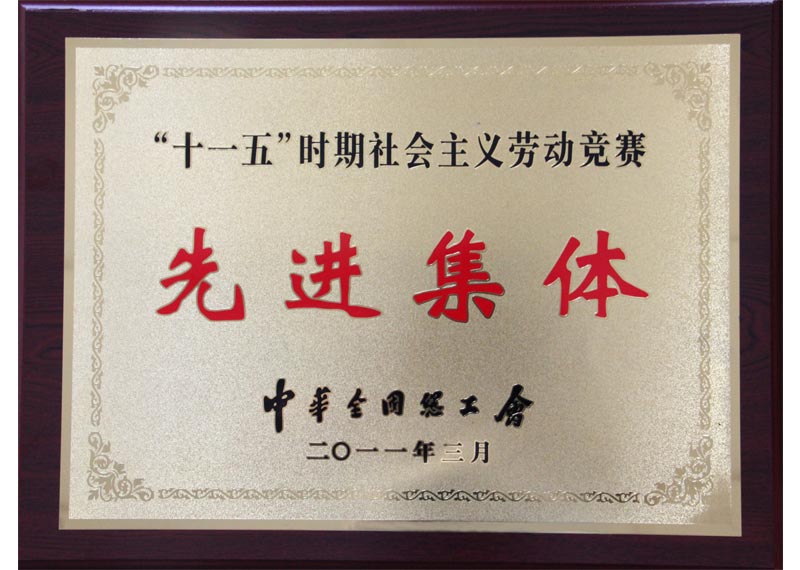 “十一五”时期社会主义劳动竞赛
先进集体
中华全国总工會
二〇一一年三月